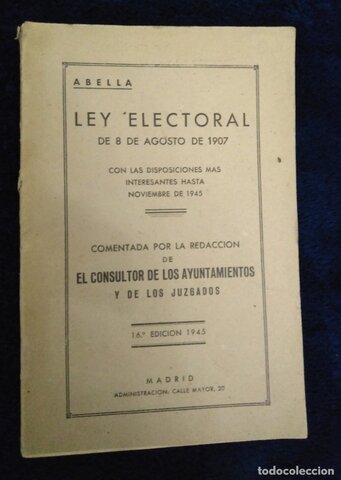 ABELLA
LEY ELECTORAL
DE 8 DE AGOSTO DE 1907
CON LAS DISPOSICIONES MAS
INTERESANTES HASTA
NOVIEMBRE DE 1945
COMENTADA POR LA REDACCION
DE
EL CONSULTOR DE LOS AYUNTAMIENTOS
Y DE LOS JUZGADOS
16.ª EDICION 1945
MADRID
ADMINISTRACION: CALLE MAYOR, 20
todocoleccion